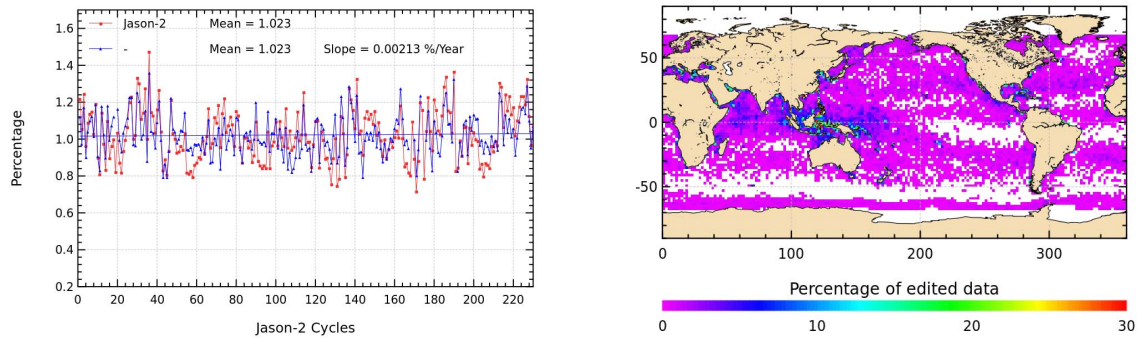 Jason-2 Mean = 1.023
- Mean = 1.023 Slope = 0.00213 %/Year
Percentage
1.6
1.4
1.2
1.0
0.8
0.6
0.4
0.2
0 20 40 60 80 100 120 140 160 180 200 220
Jason-2 Cycles
50
0
-50
0 100 200 300
Percentage of edited data
0 10 20 30